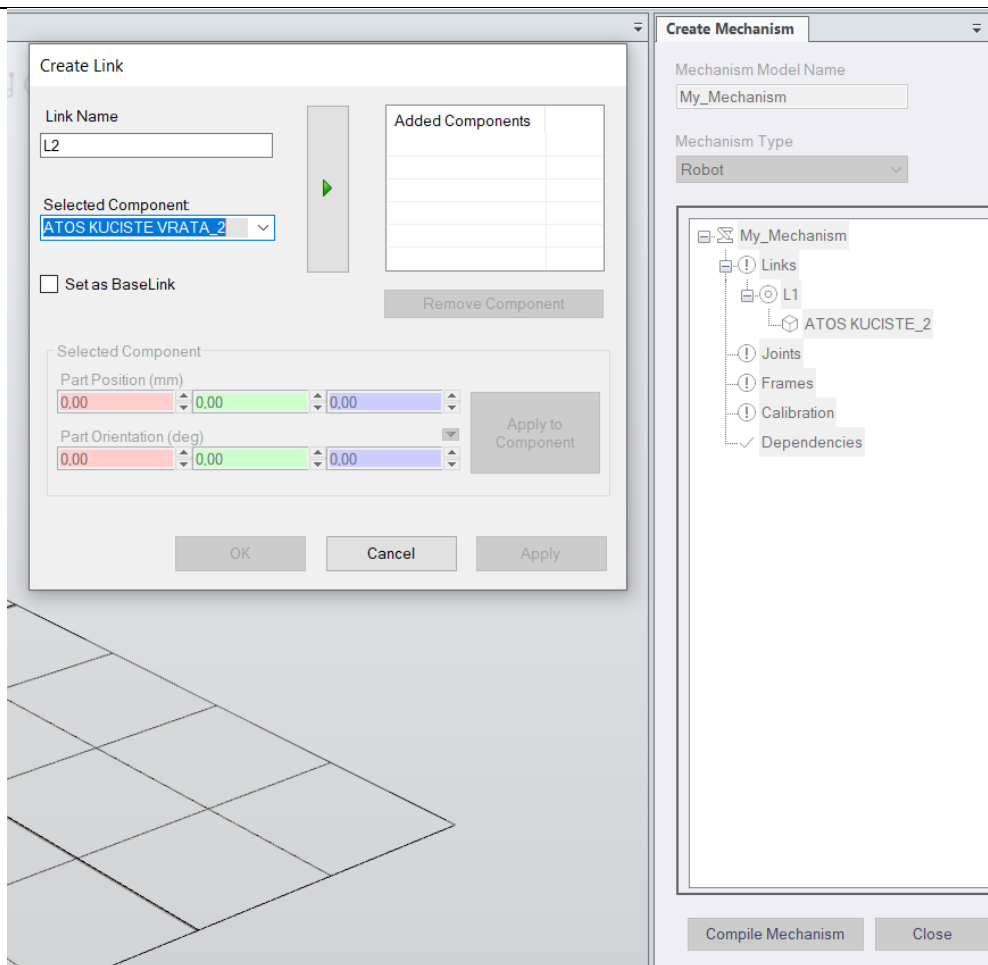 Create Link
Link Name
L2
Selected Component
ATOS KUCISTE VRATA_2
Set as BaseLink
Added Components
Remove Component
Selected Component
Part Position (mm)
0,00 0,00 0,00
Part Orientation (deg)
0,00 0,00 0,00
Apply to
Component
OK Cancel Apply
Create Mechanism
Mechanism Model Name
My_Mechanism
Mechanism Type
Robot
My_Mechanism
Links
L1
ATOS KUCISTE_2
Joints
Frames
Calibration
Dependencies
Compile Mechanism Close